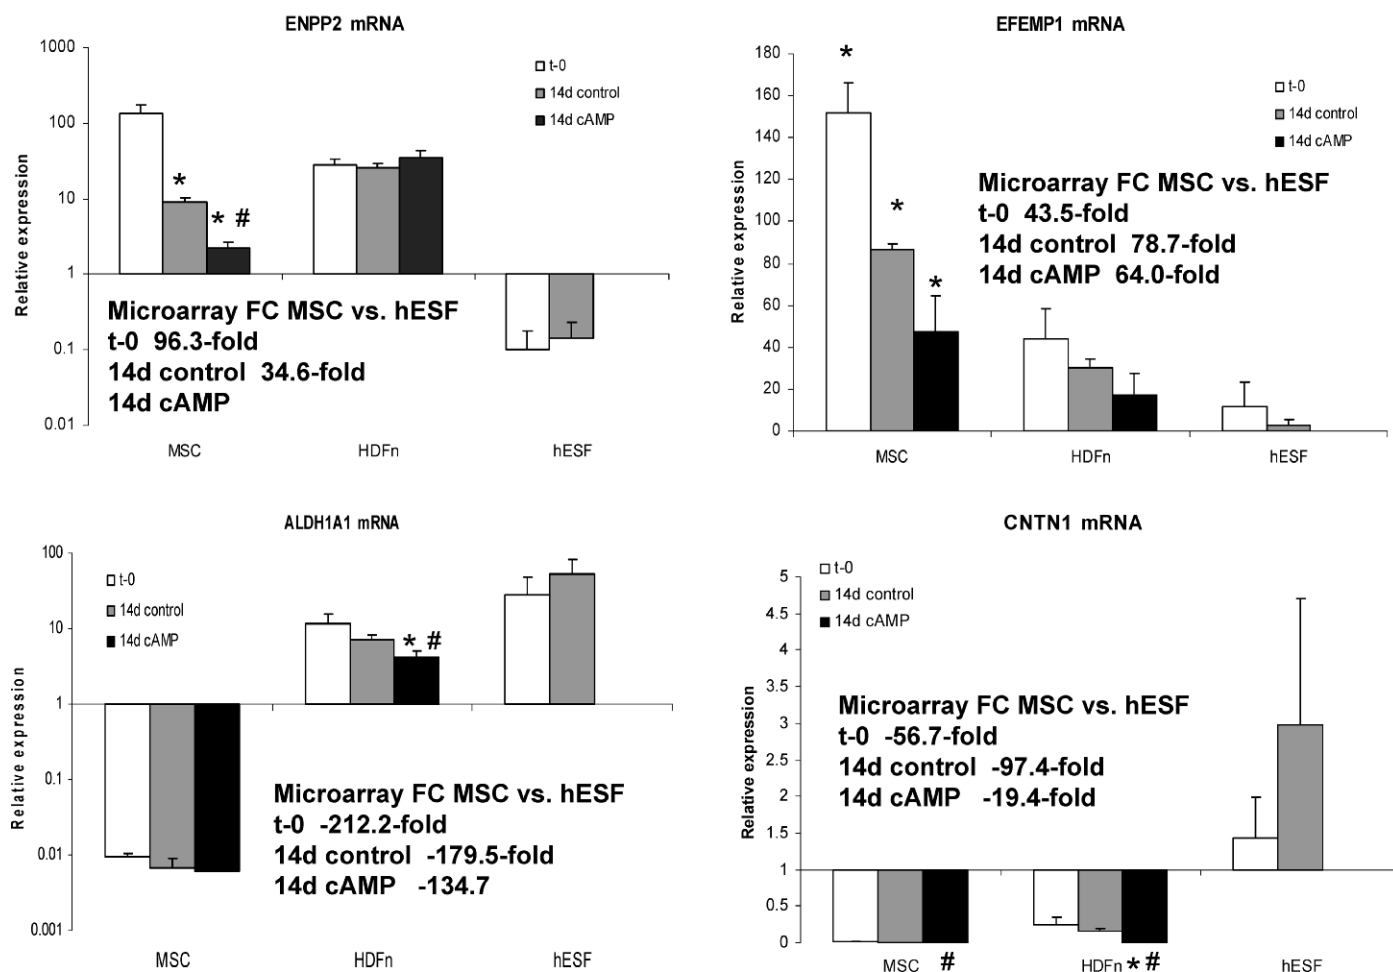 ENPP2 mRNA
1000
100
10
1
0.1
0.01
Relative expression
t-0
14d control
14d cAMP
*
* #
Microarray FC MSC vs. hESF
t-0 96.3-fold
14d control 34.6-fold
14d cAMP
MSC HDFn hESF
EFEMP1 mRNA
180
160
140
120
100
80
60
40
20
0
Relative expression
t-0
14d control
14d cAMP
*
*
*
Microarray FC MSC vs. hESF
t-0 43.5-fold
14d control 78.7-fold
14d cAMP 64.0-fold
MSC HDFn hESF
ALDH1A1 mRNA
100
10
1
0.1
0.01
0.001
Relative expression
t-0
14d control
14d cAMP
* #
Microarray FC MSC vs. hESF
t-0 -212.2-fold
14d control -179.5-fold
14d cAMP -134.7
MSC HDFn hESF
CNTN1 mRNA
t-0
14d control
14d cAMP
5
4.5
4
3.5
3
2.5
2
1.5
1
0.5
0
Relative expression
Microarray FC MSC vs. hESF
t-0 -56.7-fold
14d control -97.4-fold
14d cAMP -19.4-fold
MSC # HDFn * # hESF